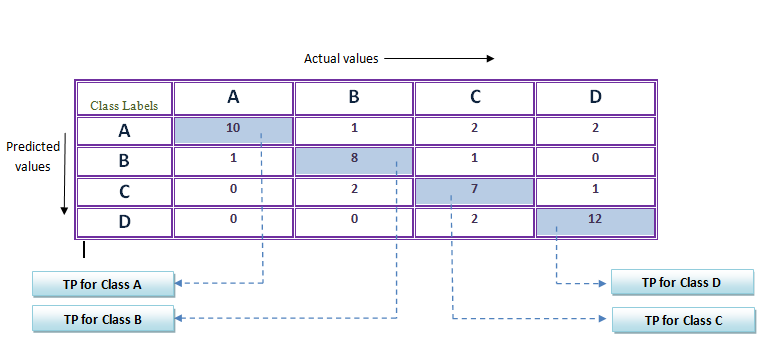 Actual values
Class Labels A B C D
Predicted values
A 10 1 2 2
B 1 8 1 0
C 0 2 7 1
D 0 0 2 12
TP for Class A
TP for Class D
TP for Class B
TP for Class C